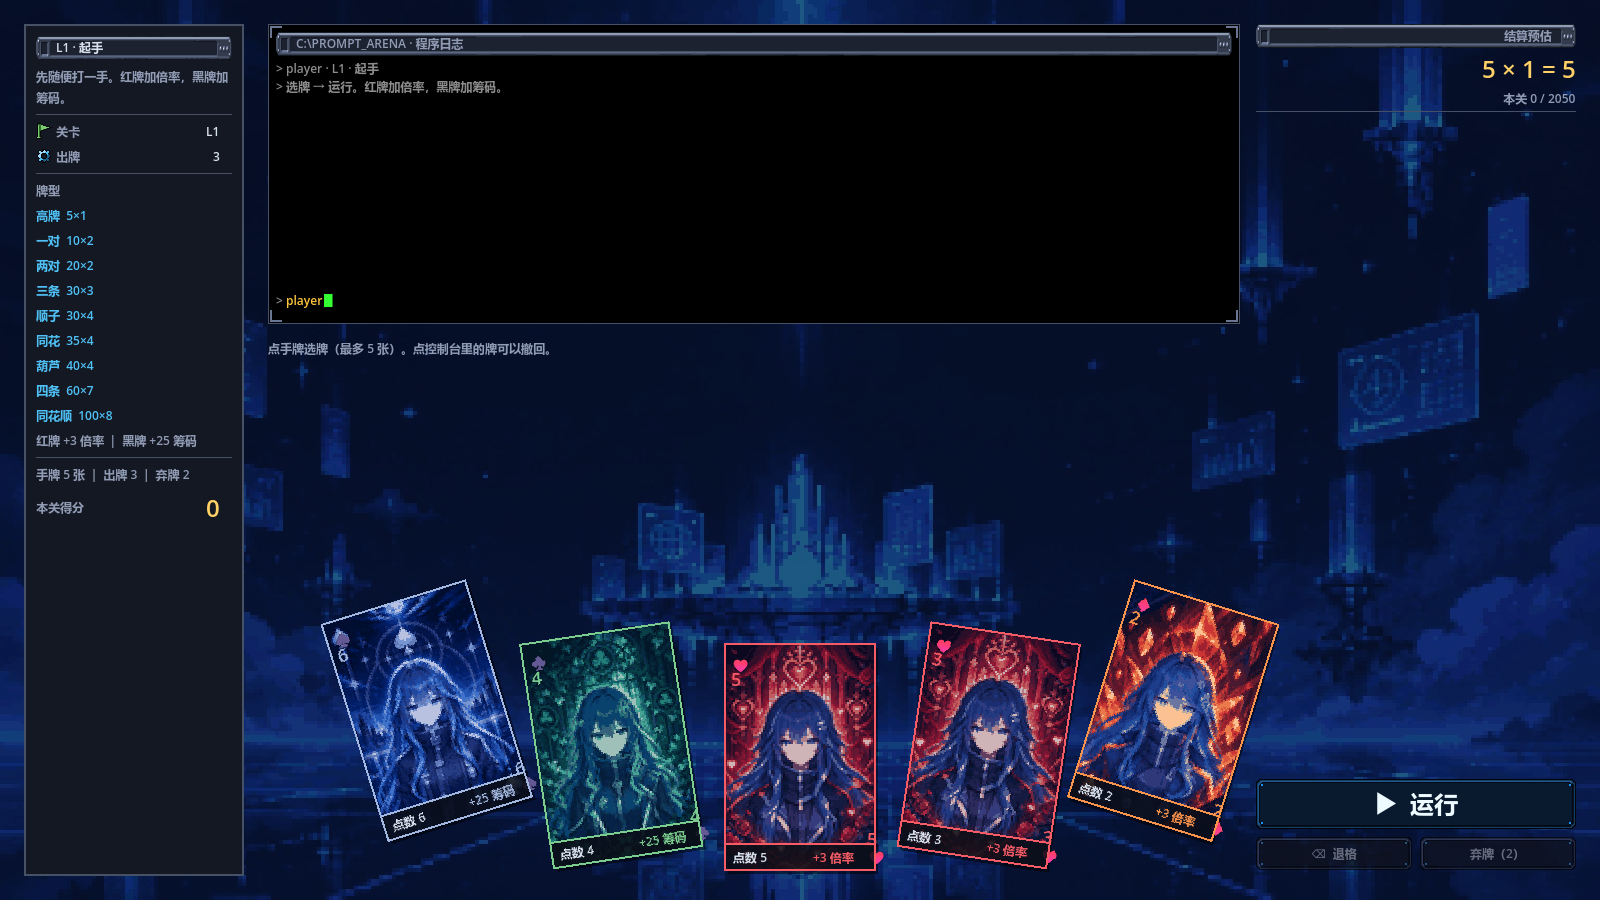 L1 · 起手
先随便打一手。红牌加倍率，黑牌加
筹码。
关卡 L1
出牌 3
牌型
高牌 5×1
一对 10×2
两对 20×2
三条 30×3
顺子 30×4
同花 35×4
葫芦 40×4
四条 60×7
同花顺 100×8
红牌 +3 倍率 | 黑牌 +25 筹码
手牌 5 张 | 出牌 3 | 弃牌 2
本关得分 0
C:\PROMPT_ARENA · 程序日志
> player · L1 · 起手
> 选牌 → 运行。红牌加倍率，黑牌加筹码。
> player
点手牌选牌（最多 5 张）。点控制台里的牌可以撤回。
结算预估
5 × 1 = 5
本关 0 / 2050
6
点数 6 +25 筹码
6
4
点数 4 +25 筹码
4
5
点数 5 +3 倍率
5
3
点数 3 +3 倍率
3
2
点数 2 +3 倍率
▶ 运行
⌫ 退格
弃牌（2）